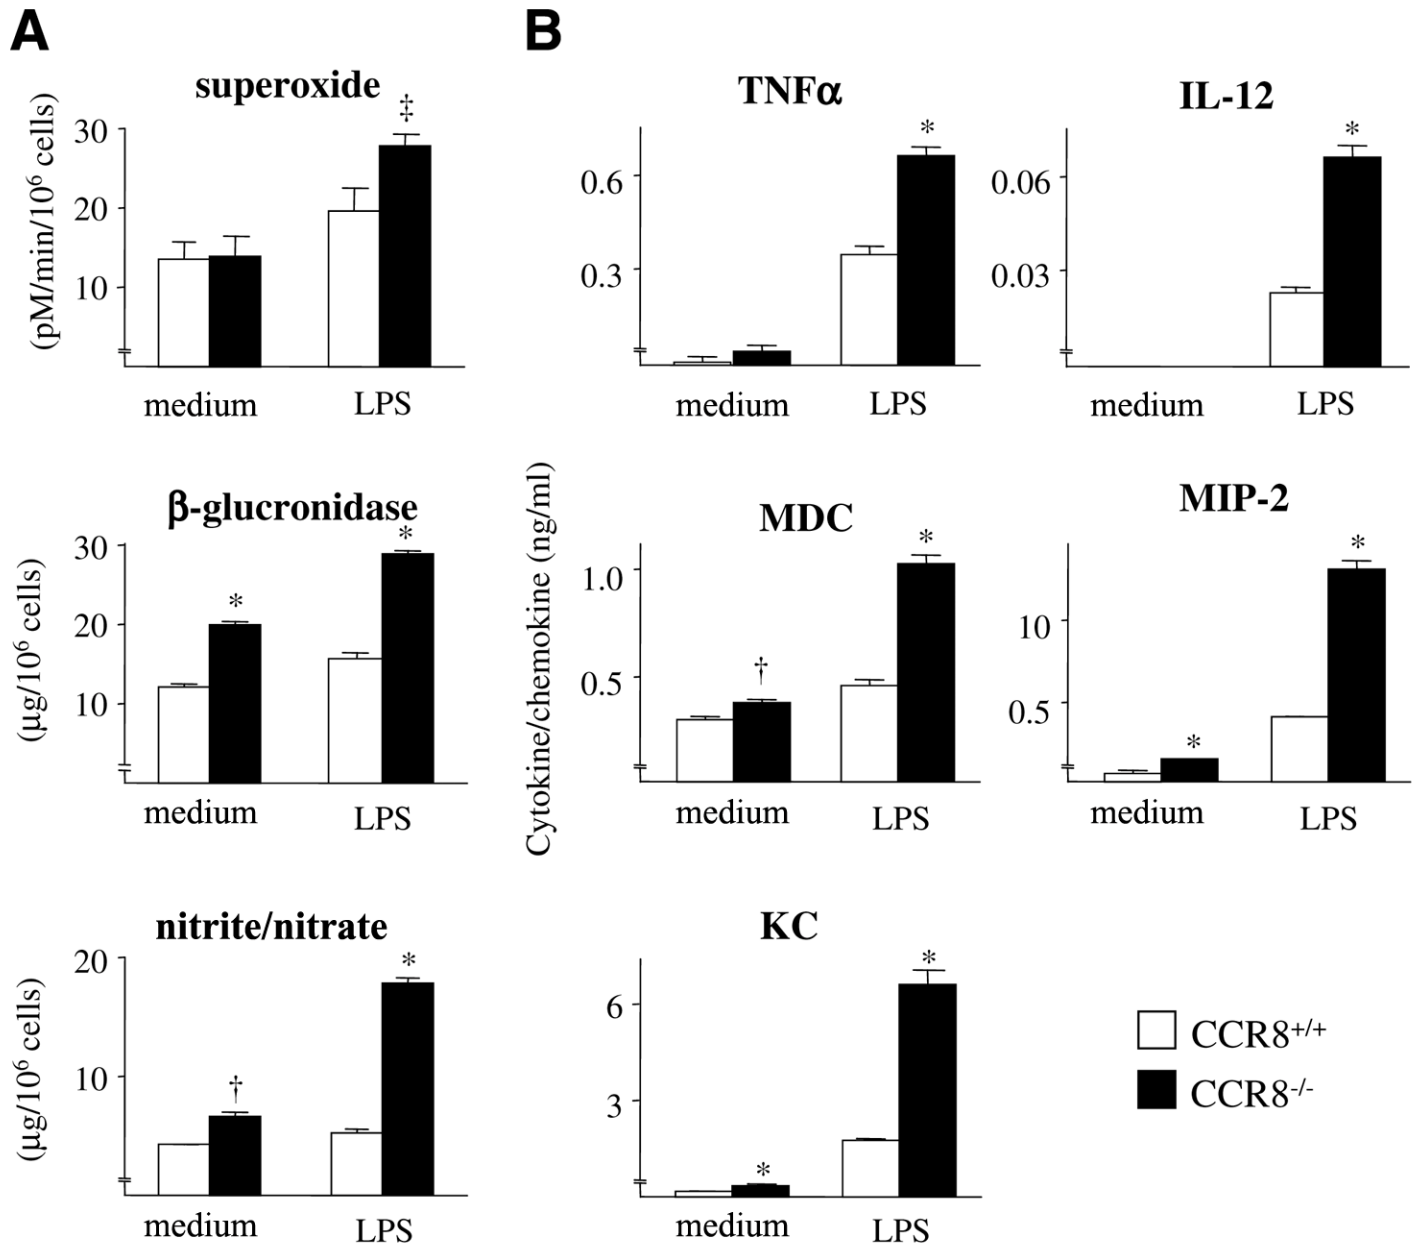 A
B
superoxide
‡
(pM/min/10⁶ cells)
30
20
10
medium
LPS
TNFα
*
0.6
0.3
medium
LPS
IL-12
*
0.06
0.03
medium
LPS
β-glucronidase
*
*
(µg/10⁶ cells)
30
20
10
medium
LPS
Cytokine/chemokine (ng/ml)
MDC
*
†
1.0
0.5
medium
LPS
MIP-2
*
*
10
0.5
medium
LPS
nitrite/nitrate
*
†
(µg/10⁶ cells)
20
10
medium
LPS
KC
*
*
6
3
medium
LPS
CCR8⁺/⁺
CCR8⁻/⁻